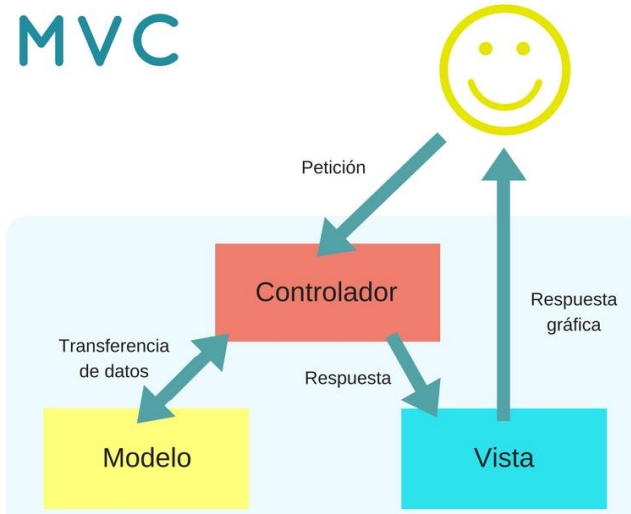 MVC
Petición
Controlador
Transferencia
de datos
Respuesta
Respuesta
gráfica
Modelo
Vista